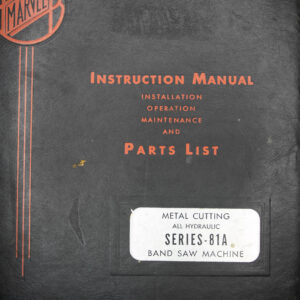 MARVEL
INSTRUCTION MANUAL
INSTALLATION
OPERATION
MAINTENANCE
AND
PARTS LIST
METAL CUTTING
ALL HYDRAULIC
SERIES-81A
BAND SAW MACHINE